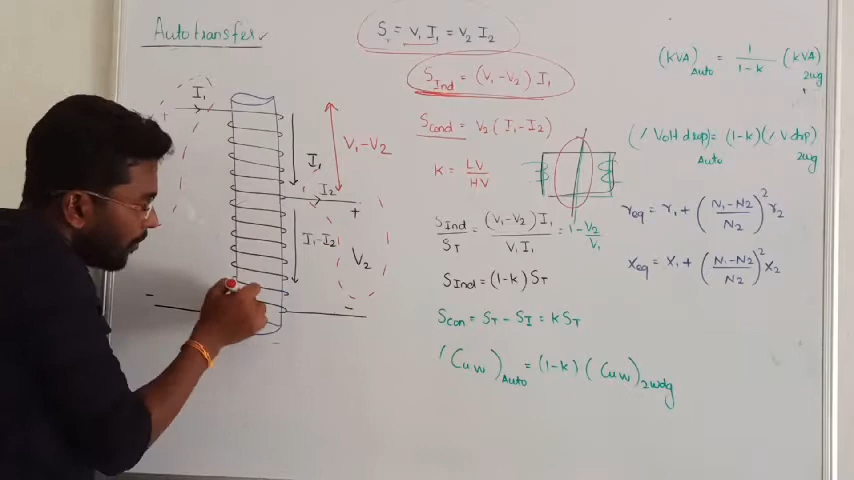 Autotransfer
I₁
+
V₁-V₂
I₁
I₂
+
I₁-I₂
V₂
-
-
S = V₁ I₁ = V₂ I₂
S_Ind = (V₁-V₂) I₁
S_cond = V₂ (I₁-I₂)
K = LV/HV
S_Ind/S_T = (V₁-V₂) I₁/V₁ I₁ = 1-V₂/V₁
S_Ind = (1-k) S_T
S_con = S_T - S_I = k S_T
(Cu W)_Auto = (1-k) (Cu W)_2wdg
(KVA)_Auto = 1/1-k (KVA)_2wg
(% Volt drop)_Auto = (1-k) (% V drop)_2wg
r_eq = r₁ + (N₁-N₂/N₂)² r₂
x_eq = x₁ + (N₁-N₂/N₂)² x₂